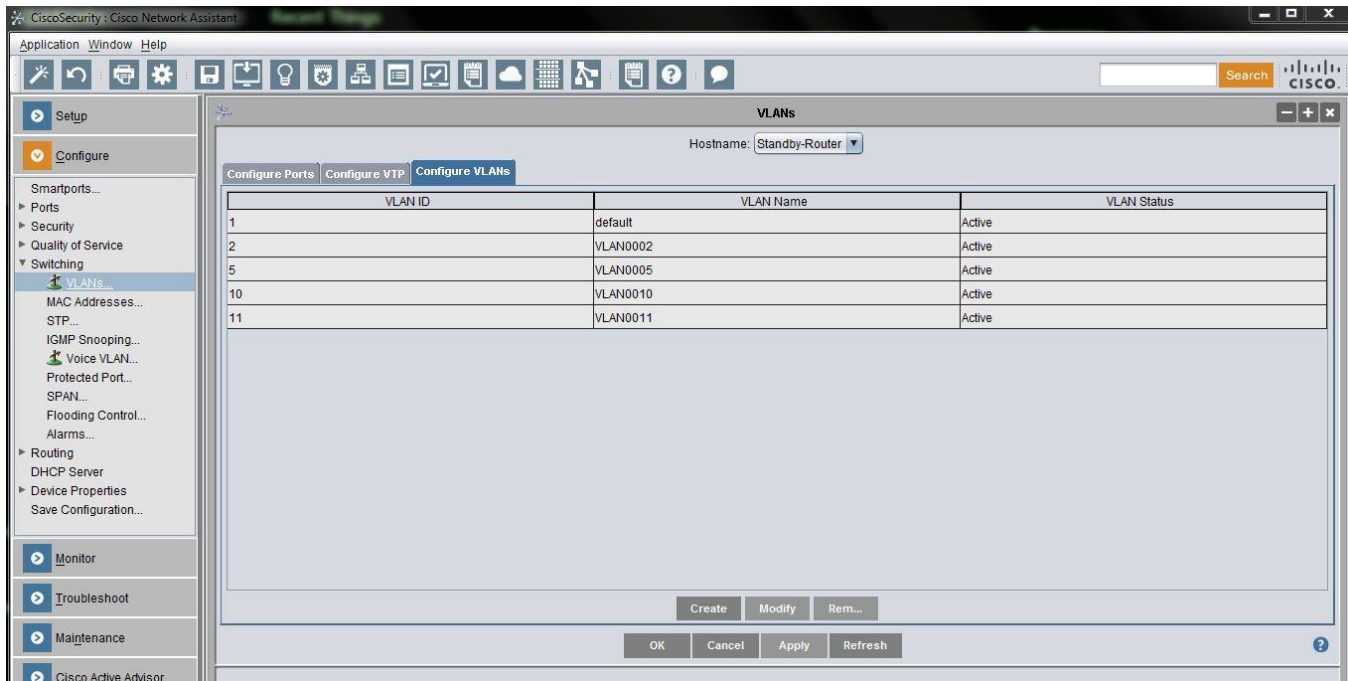 CiscoSecurity : Cisco Network Assistant
Recent Things
Application Window Help
Search
CISCO.
Setup
Configure
Smartports...
Ports
Security
Quality of Service
Switching
VLANs...
MAC Addresses...
STP...
IGMP Snooping...
Voice VLAN...
Protected Port...
SPAN...
Flooding Control...
Alarms...
Routing
DHCP Server
Device Properties
Save Configuration...
Monitor
Troubleshoot
Maintenance
Cisco Active Advisor
VLANs
Hostname: Standby-Router
Configure Ports Configure VTP Configure VLANs
VLAN ID VLAN Name VLAN Status
1 default Active
2 VLAN0002 Active
5 VLAN0005 Active
10 VLAN0010 Active
11 VLAN0011 Active
Create Modify Rem...
OK Cancel Apply Refresh